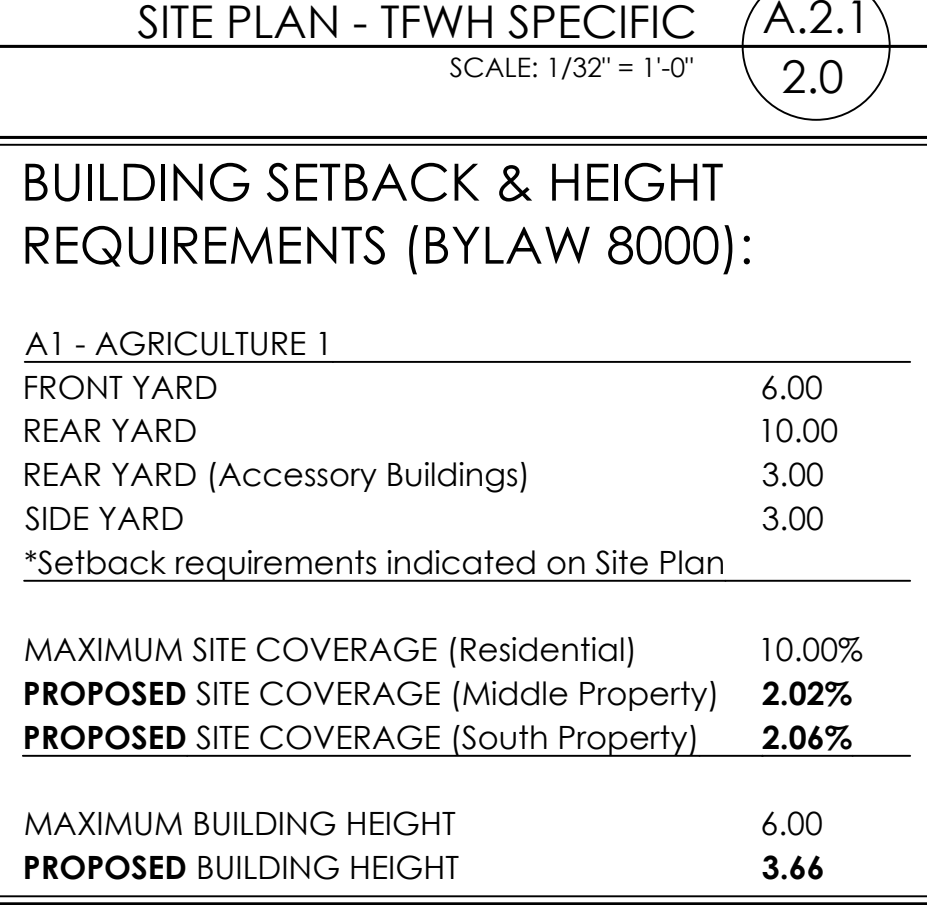 SITE PLAN - TFWH SPECIFIC A.2.1
SCALE: 1/32" = 1'-0" 2.0
BUILDING SETBACK & HEIGHT
REQUIREMENTS (BYLAW 8000):
A1 - AGRICULTURE 1
FRONT YARD 6.00
REAR YARD 10.00
REAR YARD (Accessory Buildings) 3.00
SIDE YARD 3.00
*Setback requirements indicated on Site Plan
MAXIMUM SITE COVERAGE (Residential) 10.00%
PROPOSED SITE COVERAGE (Middle Property) 2.02%
PROPOSED SITE COVERAGE (South Property) 2.06%
MAXIMUM BUILDING HEIGHT 6.00
PROPOSED BUILDING HEIGHT 3.66